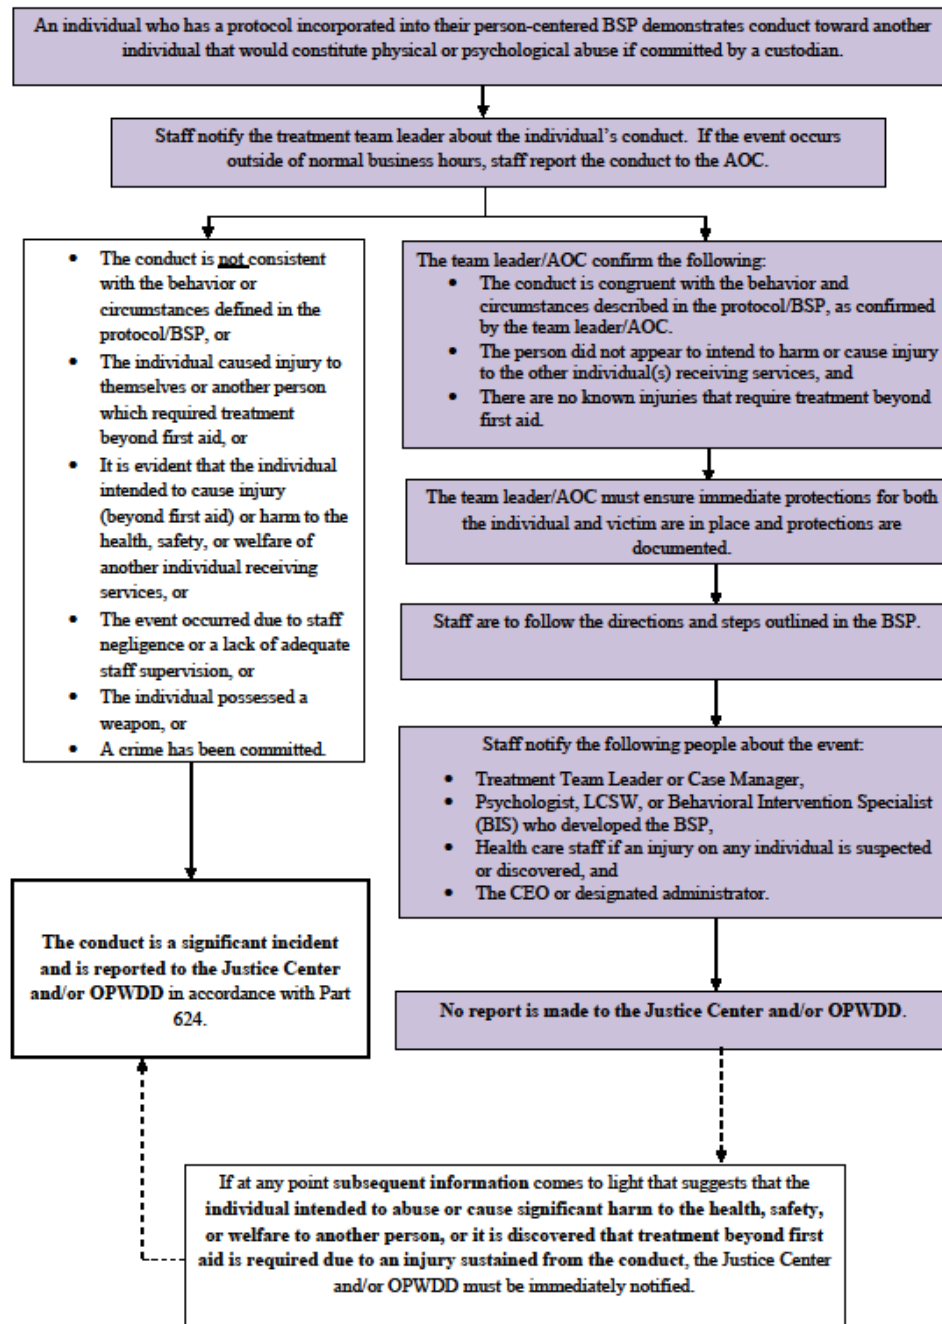 An individual who has a protocol incorporated into their person-centered BSP demonstrates conduct toward another
individual that would constitute physical or psychological abuse if committed by a custodian.
Staff notify the treatment team leader about the individual's conduct. If the event occurs
outside of normal business hours, staff report the conduct to the AOC.
• The conduct is not consistent
with the behavior or
circumstances defined in the
protocol/BSP, or
• The individual caused injury to
themselves or another person
which required treatment
beyond first aid, or
• It is evident that the individual
intended to cause injury
(beyond first aid) or harm to the
health, safety, or welfare of
another individual receiving
services, or
• The event occurred due to staff
negligence or a lack of adequate
staff supervision, or
• The individual possessed a
weapon, or
• A crime has been committed.
The conduct is a significant incident
and is reported to the Justice Center
and/or OPWDD in accordance with Part
624.
The team leader/AOC confirm the following:
• The conduct is congruent with the behavior and
circumstances described in the protocol/BSP, as confirmed
by the team leader/AOC.
• The person did not appear to intend to harm or cause injury
to the other individual(s) receiving services, and
• There are no known injuries that require treatment beyond
first aid.
The team leader/AOC must ensure immediate protections for both
the individual and victim are in place and protections are
documented.
Staff are to follow the directions and steps outlined in the BSP.
Staff notify the following people about the event:
• Treatment Team Leader or Case Manager,
• Psychologist, LCSW, or Behavioral Intervention Specialist
(BIS) who developed the BSP,
• Health care staff if an injury on any individual is suspected
or discovered, and
• The CEO or designated administrator.
No report is made to the Justice Center and/or OPWDD.
If at any point subsequent information comes to light that suggests that the
individual intended to abuse or cause significant harm to the health, safety,
or welfare to another person, or it is discovered that treatment beyond first
aid is required due to an injury sustained from the conduct, the Justice Center
and/or OPWDD must be immediately notified.